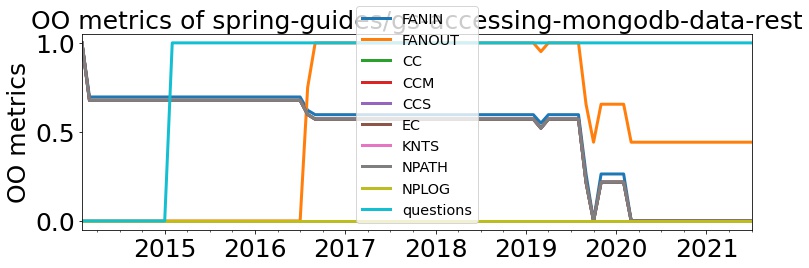 OO metrics of spring-guides/gs-accessing-mongodb-data-rest
OO metrics
1.0
0.5
0.0
FANIN
FANOUT
CC
CCM
CCS
EC
KNTS
NPATH
NPLOG
questions
2015 2016 2017 2018 2019 2020 2021